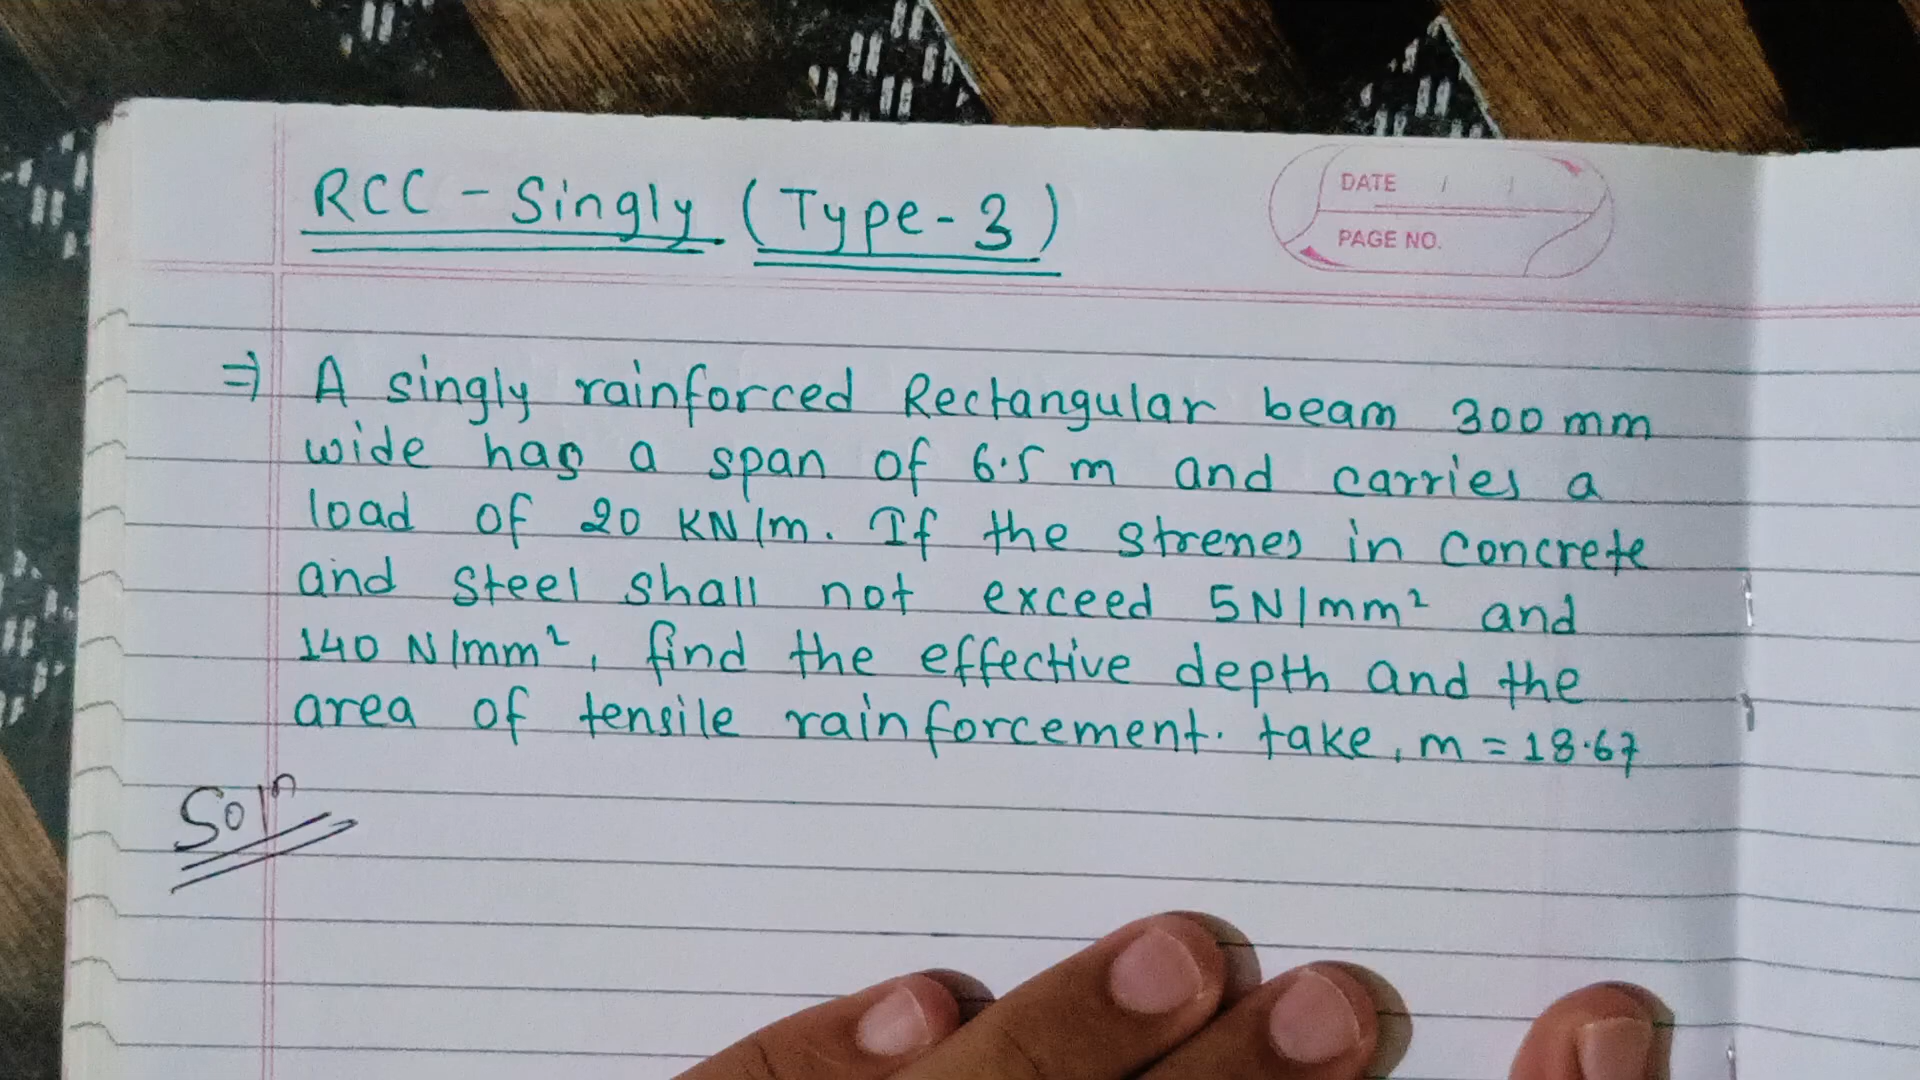 RCC - Singly (Type-3)
DATE / /
PAGE NO.
⇒ A singly rainforced Rectangular beam 300 mm
wide has a span of 6.5 m and carries a
load of 20 KN/m. If the strenes in concrete
and steel shall not exceed 5N/mm² and
140 N/mm², find the effective depth and the
area of tensile rainforcement. take, m = 18.67
Solⁿ